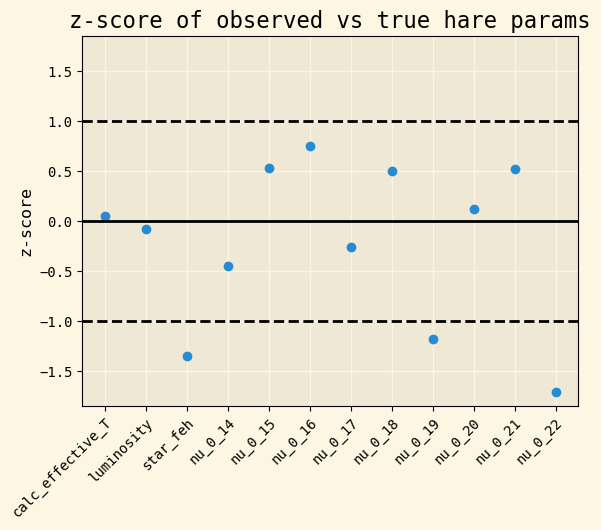 z-score of observed vs true hare params
z-score
1.5
1.0
0.5
0.0
−0.5
−1.0
−1.5
calc_effective_T
luminosity
star_feh
nu_0_14
nu_0_15
nu_0_16
nu_0_17
nu_0_18
nu_0_19
nu_0_20
nu_0_21
nu_0_22